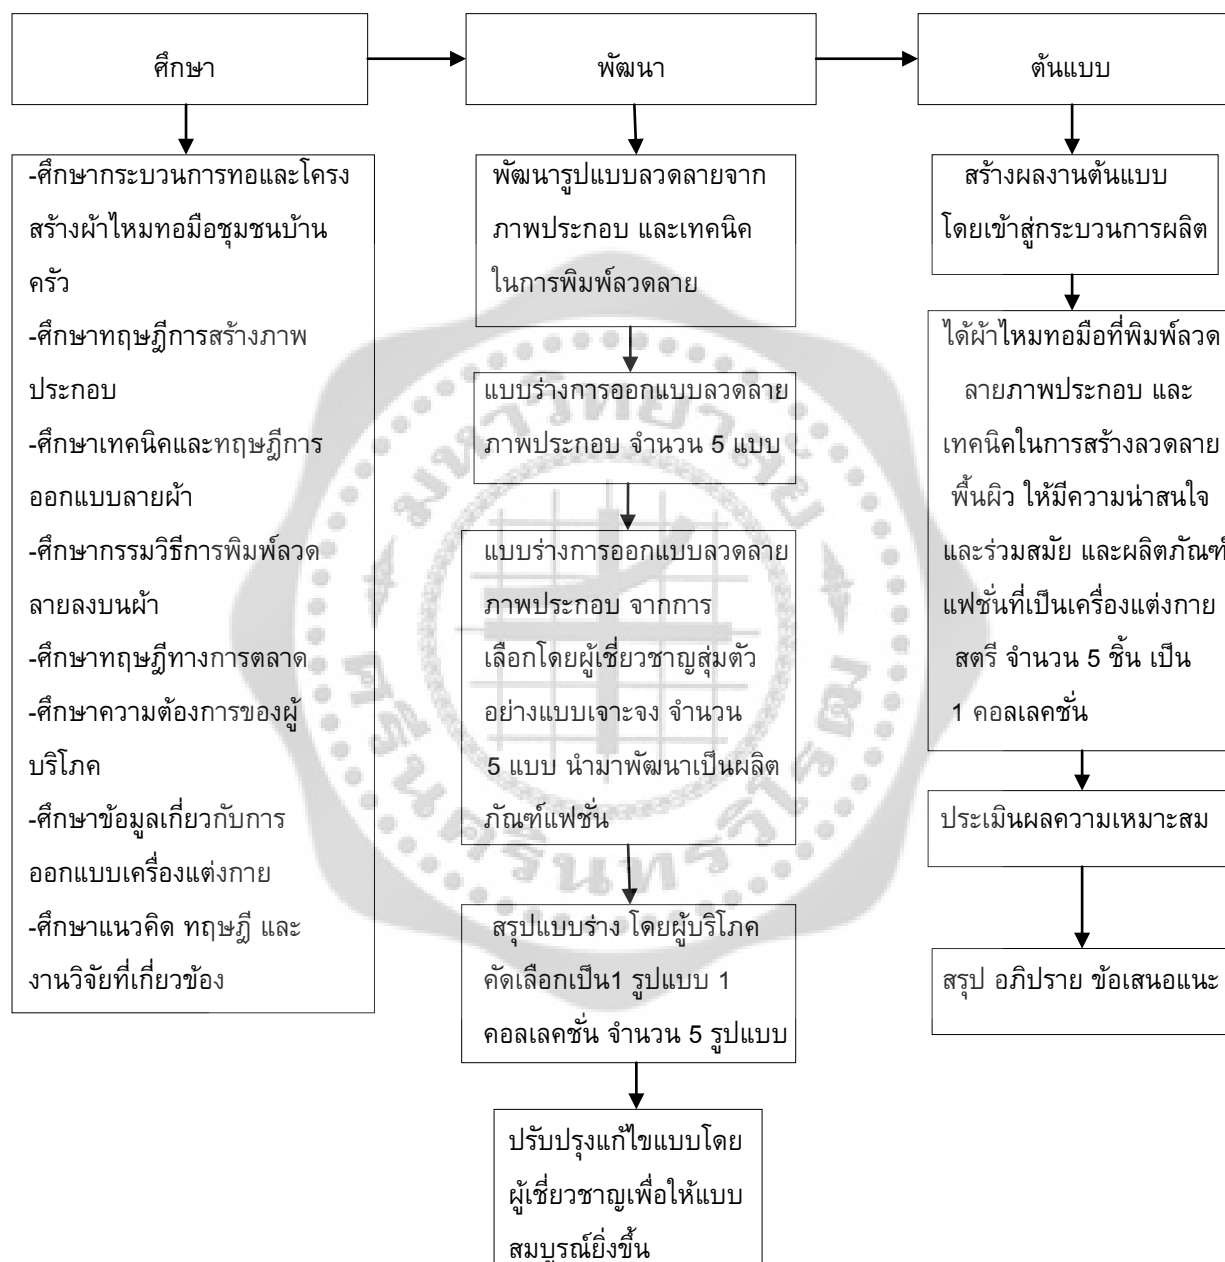 ศึกษา
พัฒนา
ต้นแบบ
-ศึกษากระบวนการทอและโครง
สร้างผ้าไหมทอมือชุมชนบ้าน
ครัว
-ศึกษาทฤษฎีการสร้างภาพ
ประกอบ
-ศึกษาเทคนิคและทฤษฎีการ
ออกแบบลายผ้า
-ศึกษากรรมวิธีการพิมพ์ลวด
ลายลงบนผ้า
-ศึกษาทฤษฎีทางการตลาด
-ศึกษาความต้องการของผู้
บริโภค
-ศึกษาข้อมูลเกี่ยวกับการ
ออกแบบเครื่องแต่งกาย
-ศึกษาแนวคิด ทฤษฎี และ
งานวิจัยที่เกี่ยวข้อง
พัฒนารูปแบบลวดลายจาก
ภาพประกอบ และเทคนิค
ในการพิมพ์ลวดลาย
แบบร่างการออกแบบลวดลาย
ภาพประกอบ จำนวน 5 แบบ
แบบร่างการออกแบบลวดลาย
ภาพประกอบ จากการ
เลือกโดยผู้เชี่ยวชาญสุ่มตัว
อย่างแบบเจาะจง จำนวน
5 แบบ นำมาพัฒนาเป็นผลิต
ภัณฑ์แฟชั่น
สรุปแบบร่าง โดยผู้บริโภค
คัดเลือกเป็น1 รูปแบบ 1
คอลเลคชั่น จำนวน 5 รูปแบบ
ปรับปรุงแก้ไขแบบโดย
ผู้เชี่ยวชาญเพื่อให้แบบ
สมบูรณ์ยิ่งขึ้น
สร้างผลงานต้นแบบ
โดยเข้าสู่กระบวนการผลิต
ได้ผ้าไหมทอมือที่พิมพ์ลวด
ลายภาพประกอบ และ
เทคนิคในการสร้างลวดลาย
พื้นผิว ให้มีความน่าสนใจ
และร่วมสมัย และผลิตภัณฑ์
แฟชั่นที่เป็นเครื่องแต่งกาย
สตรี จำนวน 5 ชิ้น เป็น
1 คอลเลคชั่น
ประเมินผลความเหมาะสม
สรุป อภิปราย ข้อเสนอแนะ
มหาวิทยาลัย
ศรีนครินทรวิโรฒ